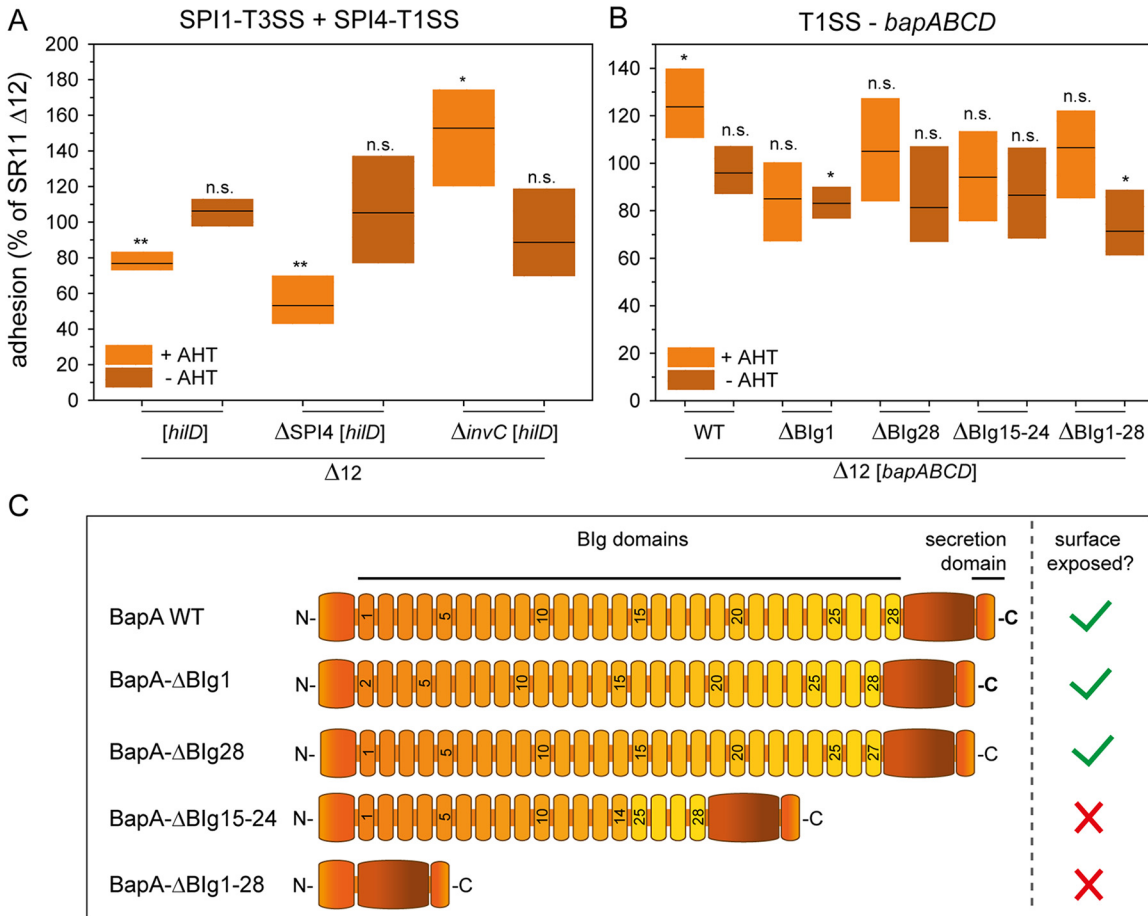 A
SPI1-T3SS + SPI4-T1SS
adhesion (% of SR11 Δ12)
200
180
160
140
120
100
80
60
40
20
0
**
n.s.
**
n.s.
*
n.s.
+ AHT
- AHT
[hilD]
ΔSPI4 [hilD]
ΔinvC [hilD]
Δ12
B
T1SS - bapABCD
140
120
100
80
60
40
20
0
*
n.s.
n.s.
*
n.s.
n.s.
n.s.
n.s.
n.s.
*
+ AHT
- AHT
WT
ΔBIg1
ΔBIg28
ΔBIg15-24
ΔBIg1-28
Δ12 [bapABCD]
C
BIg domains
secretion
domain
surface
exposed?
BapA WT N- 1 5 10 15 20 25 28 -C
BapA-ΔBIg1 N- 2 5 10 15 20 25 28 -C
BapA-ΔBIg28 N- 1 5 10 15 20 25 27 -C
BapA-ΔBIg15-24 N- 1 5 10 14 25 28 -C
BapA-ΔBIg1-28 N- -C